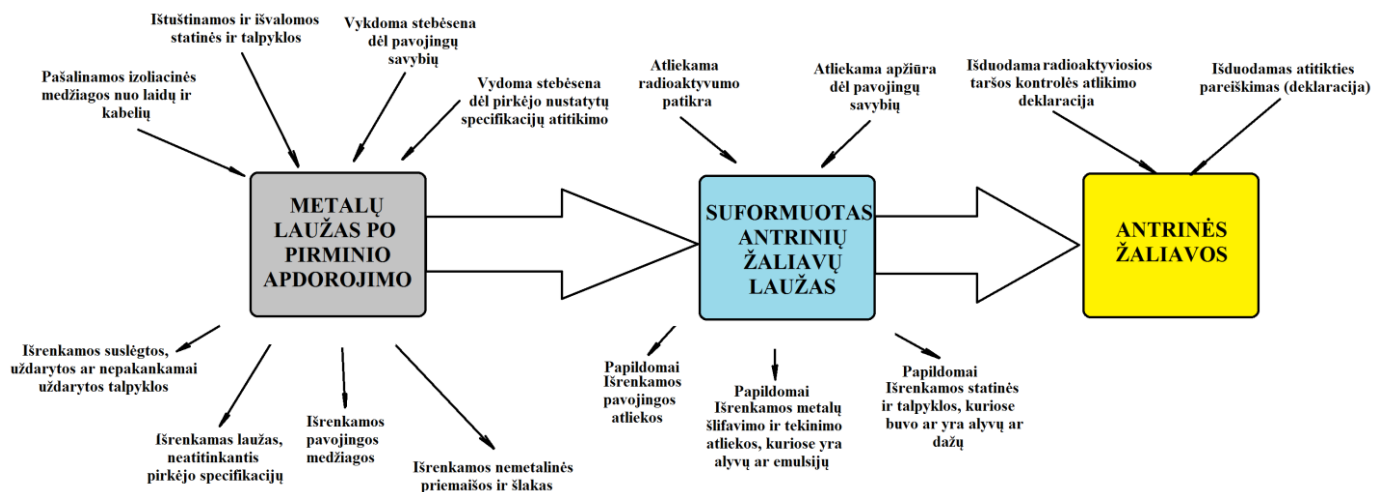 Ištuštinamos ir išvalomos
statinės ir talpyklos
Vykdoma stebėsena
dėl pavojingų
savybių
Pašalinamos izoliacinės
medžiagos nuo laidų ir
kabelių
Vydoma stebėsena
dėl pirkėjo nustatytų
specifikacijų atitikimo
Atliekama
radioaktyvumo
patikra
Atliekama apžiūra
dėl pavojingų
savybių
Išduodama radioaktyviosios
taršos kontrolės atlikimo
deklaracija
Išduodamas atitikties
pareiškimas (deklaracija)
METALŲ
LAUŽAS PO
PIRMINIO
APDOROJIMO
SUFORMUOTAS
ANTRINIŲ
ŽALIAVŲ
LAUŽAS
ANTRINĖS
ŽALIAVOS
Išrenkamos suslėgtos,
uždarytos ar nepakankamai
uždarytos talpyklos
Išrenkamas laužas,
neatitinkantis
pirkėjo specifikacijų
Išrenkamos
pavojingos
medžiagos
Išrenkamos nemetalinės
priemaišos ir šlakas
Papildomai
Išrenkamos
pavojingos
atliekos
Papildomai
Išrenkamos metalų
šlifavimo ir tekinimo
atliekos, kuriose yra
alyvų ar emulsijų
Papildomai
Išrenkamos statinės
ir talpyklos, kuriose
buvo ar yra alyvų ar
dažų